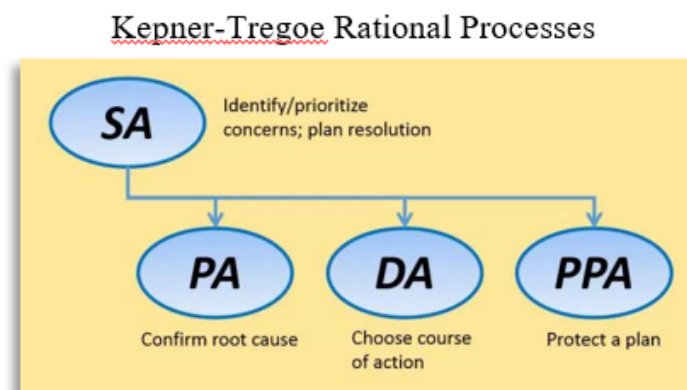 Kepner-Tregoe Rational Processes
SA
Identify/prioritize
concerns; plan resolution
PA
DA
PPA
Confirm root cause
Choose course
of action
Protect a plan